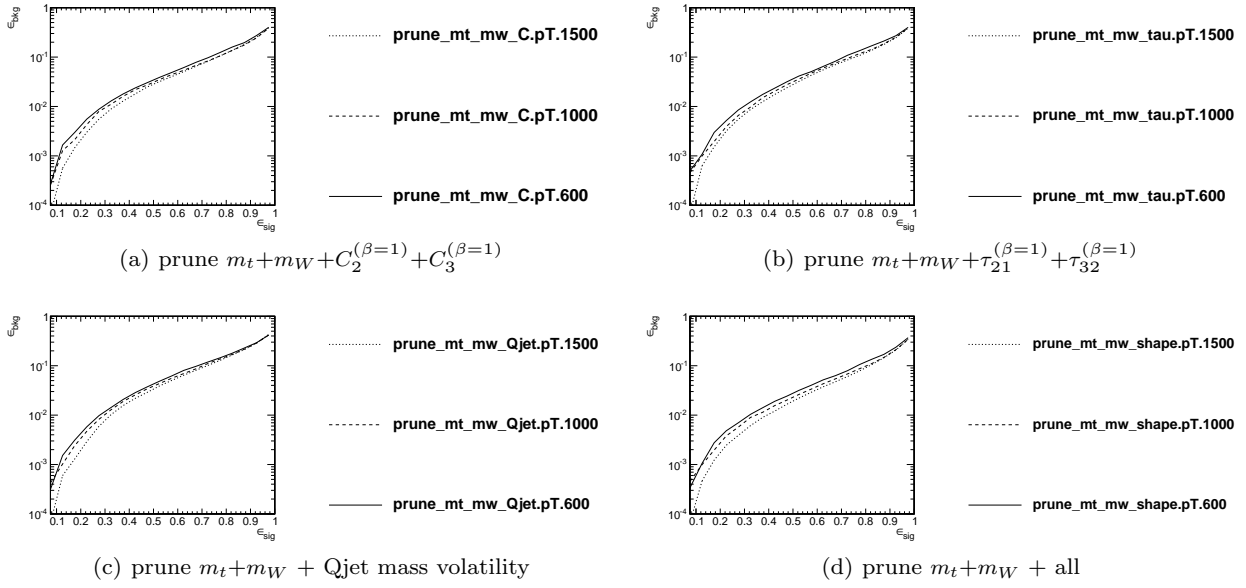 ϵ_bkg
1
10^-1
10^-2
10^-3
10^-4
0.1 0.2 0.3 0.4 0.5 0.6 0.7 0.8 0.9 1
ϵ_sig
prune_mt_mw_C.pT.1500
prune_mt_mw_C.pT.1000
prune_mt_mw_C.pT.600
(a) prune m_t+m_W+C_2^(β=1)+C_3^(β=1)
ϵ_bkg
1
10^-1
10^-2
10^-3
10^-4
0.1 0.2 0.3 0.4 0.5 0.6 0.7 0.8 0.9 1
ϵ_sig
prune_mt_mw_tau.pT.1500
prune_mt_mw_tau.pT.1000
prune_mt_mw_tau.pT.600
(b) prune m_t+m_W+τ_21^(β=1)+τ_32^(β=1)
ϵ_bkg
1
10^-1
10^-2
10^-3
10^-4
0.1 0.2 0.3 0.4 0.5 0.6 0.7 0.8 0.9 1
ϵ_sig
prune_mt_mw_Qjet.pT.1500
prune_mt_mw_Qjet.pT.1000
prune_mt_mw_Qjet.pT.600
(c) prune m_t+m_W + Qjet mass volatility
ϵ_bkg
1
10^-1
10^-2
10^-3
10^-4
0.1 0.2 0.3 0.4 0.5 0.6 0.7 0.8 0.9 1
ϵ_sig
prune_mt_mw_shape.pT.1500
prune_mt_mw_shape.pT.1000
prune_mt_mw_shape.pT.600
(d) prune m_t+m_W + all